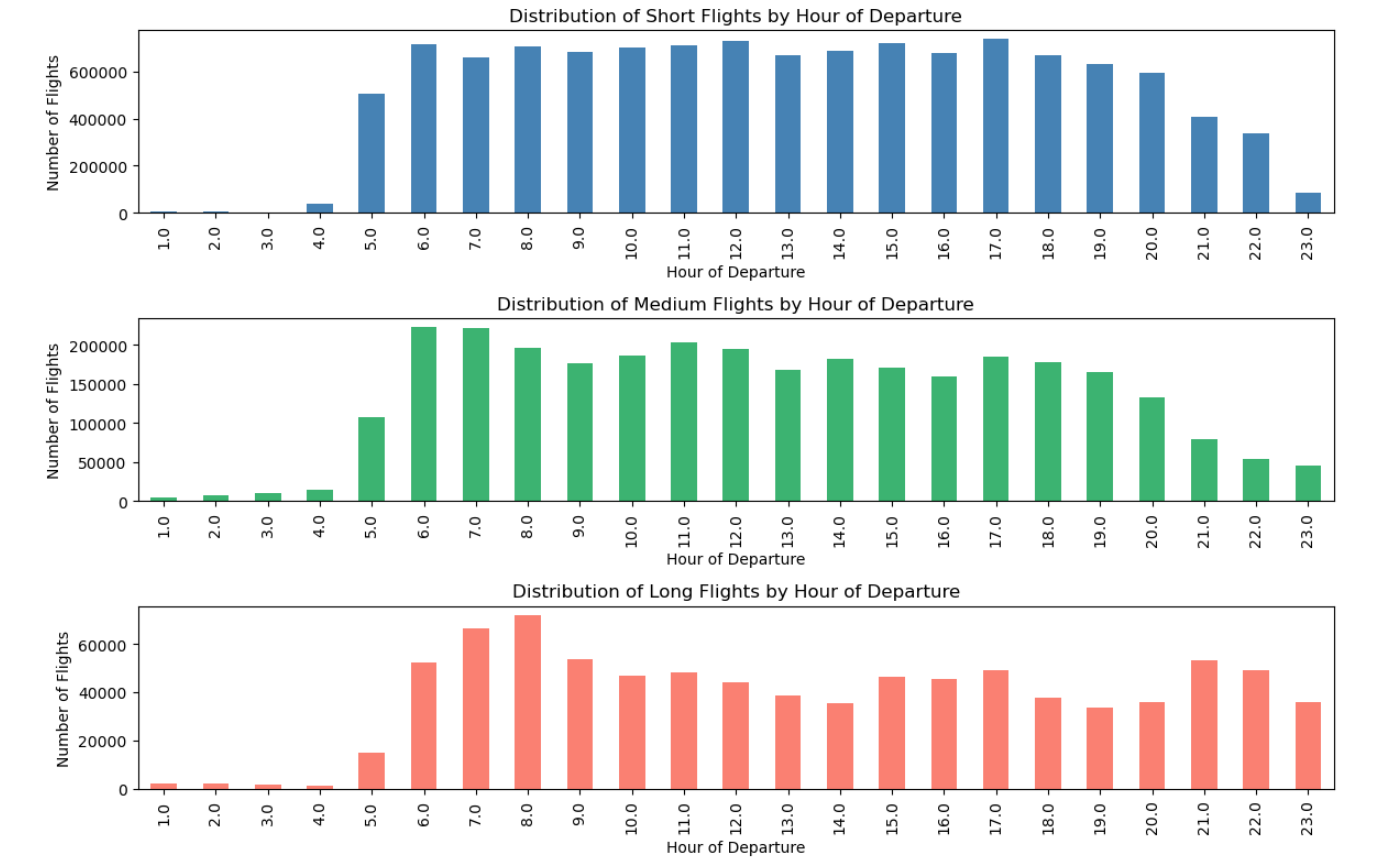 Distribution of Short Flights by Hour of Departure
Number of Flights
600000
400000
200000
0
1.0 2.0 3.0 4.0 5.0 6.0 7.0 8.0 9.0 10.0 11.0 12.0 13.0 14.0 15.0 16.0 17.0 18.0 19.0 20.0 21.0 22.0 23.0
Hour of Departure
Distribution of Medium Flights by Hour of Departure
Number of Flights
200000
150000
100000
50000
0
1.0 2.0 3.0 4.0 5.0 6.0 7.0 8.0 9.0 10.0 11.0 12.0 13.0 14.0 15.0 16.0 17.0 18.0 19.0 20.0 21.0 22.0 23.0
Hour of Departure
Distribution of Long Flights by Hour of Departure
Number of Flights
60000
40000
20000
0
1.0 2.0 3.0 4.0 5.0 6.0 7.0 8.0 9.0 10.0 11.0 12.0 13.0 14.0 15.0 16.0 17.0 18.0 19.0 20.0 21.0 22.0 23.0
Hour of Departure